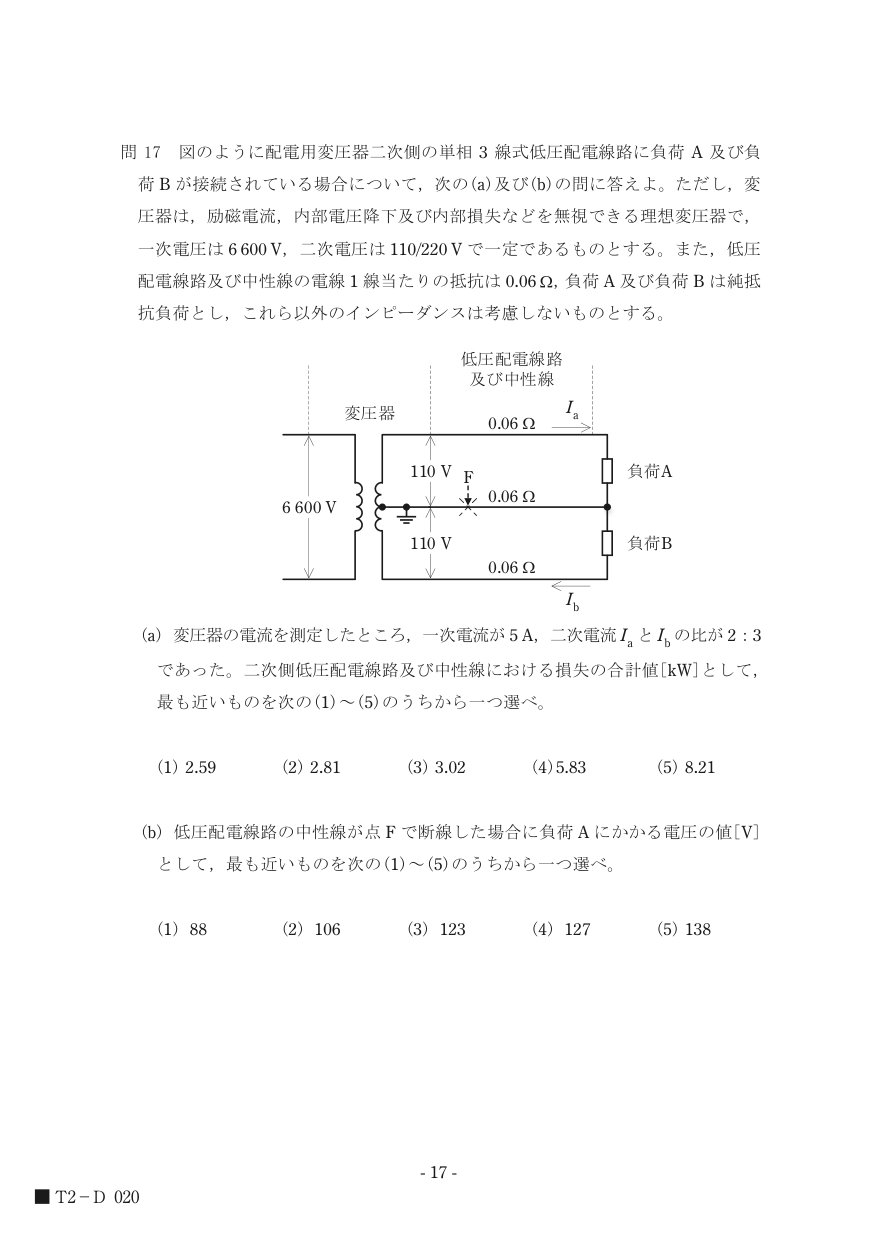 問 17 図のように配電用変圧器二次側の単相 3 線式低圧配電線路に負荷 A 及び負
荷 B が接続されている場合について，次の(a)及び(b)の問に答えよ。ただし，変
圧器は，励磁電流，内部電圧降下及び内部損失などを無視できる理想変圧器で，
一次電圧は 6 600 V，二次電圧は 110/220 V で一定であるものとする。また，低圧
配電線路及び中性線の電線 1 線当たりの抵抗は 0.06 Ω, 負荷 A 及び負荷 B は純抵
抗負荷とし，これら以外のインピーダンスは考慮しないものとする。
低圧配電線路
及び中性線
変圧器
0.06 Ω
Ia
110 V
F
負荷A
6 600 V
0.06 Ω
110 V
負荷B
0.06 Ω
Ib
(a) 変圧器の電流を測定したところ，一次電流が 5 A，二次電流 Ia と Ib の比が 2 : 3
であった。二次側低圧配電線路及び中性線における損失の合計値[kW]として，
最も近いものを次の(1)～(5)のうちから一つ選べ。
(1) 2.59 (2) 2.81 (3) 3.02 (4)5.83 (5) 8.21
(b) 低圧配電線路の中性線が点 F で断線した場合に負荷 A にかかる電圧の値[V]
として，最も近いものを次の(1)～(5)のうちから一つ選べ。
(1) 88 (2) 106 (3) 123 (4) 127 (5) 138
- 17 -
■ T2－D 020